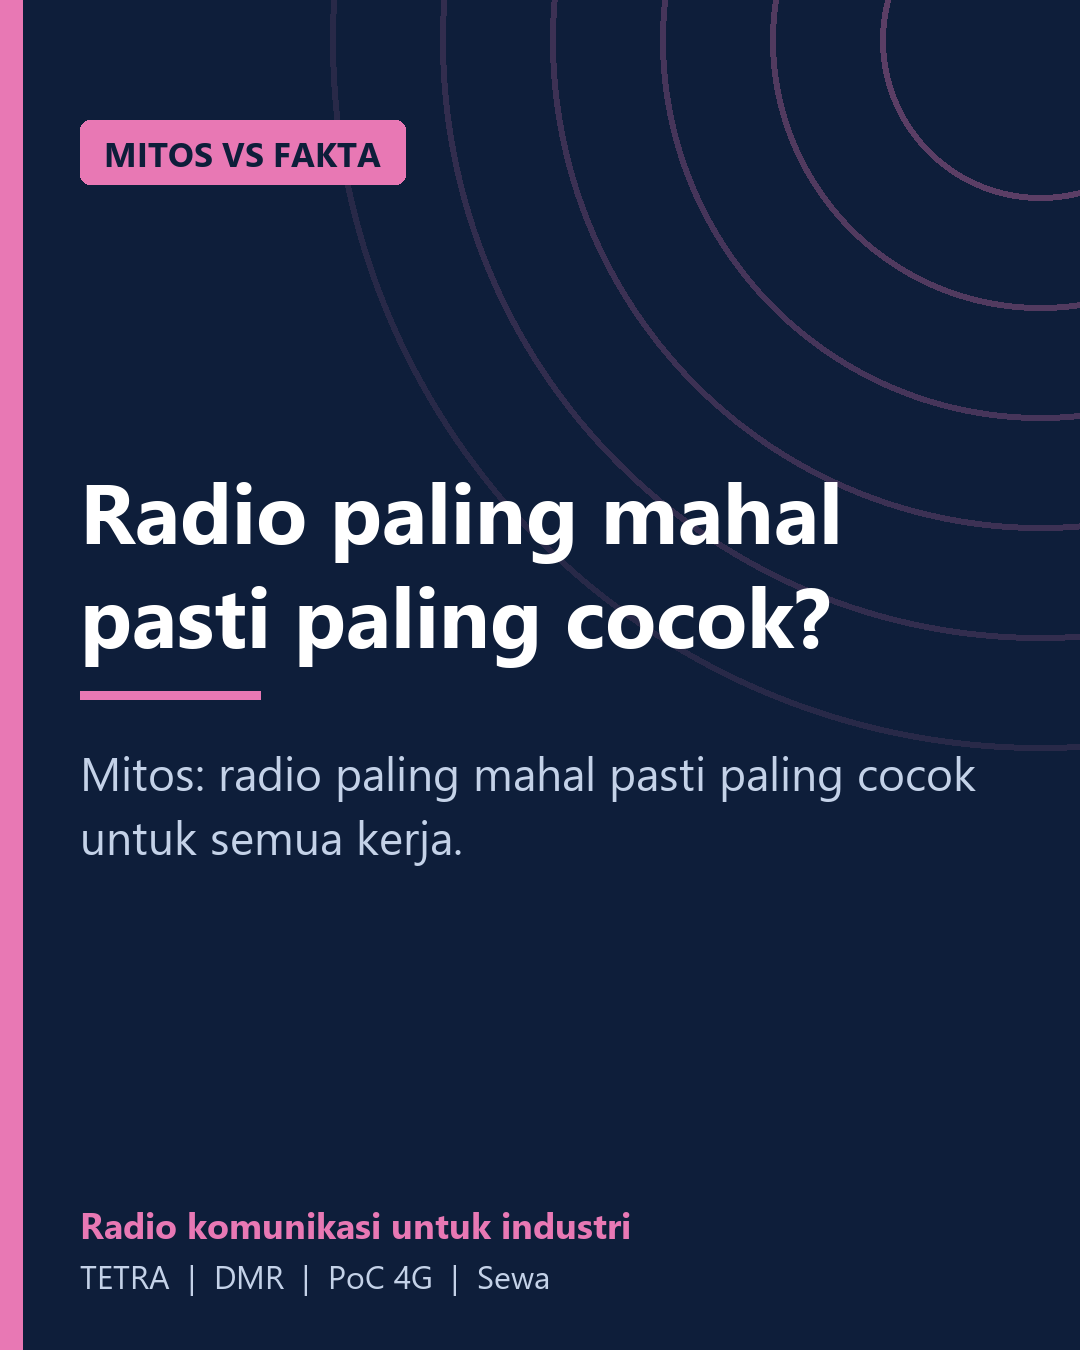 MITOS VS FAKTA
Radio paling mahal
pasti paling cocok?
Mitos: radio paling mahal pasti paling cocok
untuk semua kerja.
Radio komunikasi untuk industri
TETRA | DMR | PoC 4G | Sewa